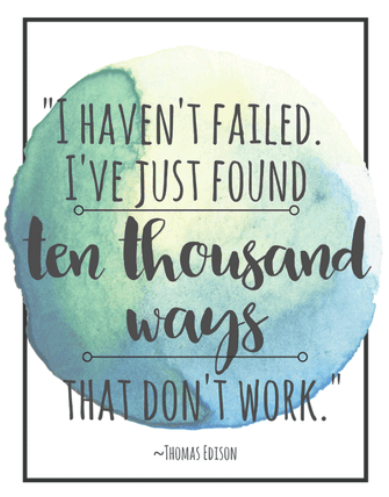 "I HAVEN'T FAILED.
I'VE JUST FOUND
ten thousand
ways
THAT DON'T WORK."
~THOMAS EDISON